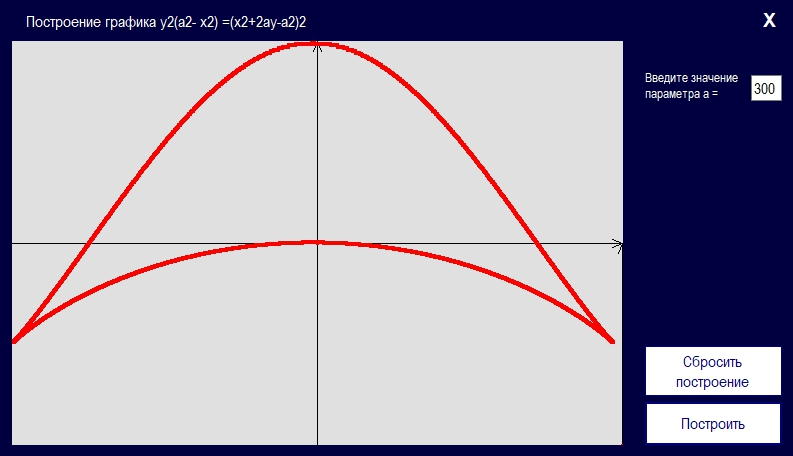 Построение графика y2(a2- x2) =(x2+2ay-a2)2
X
Введите значение
параметра a =
300
Сбросить
построение
Построить